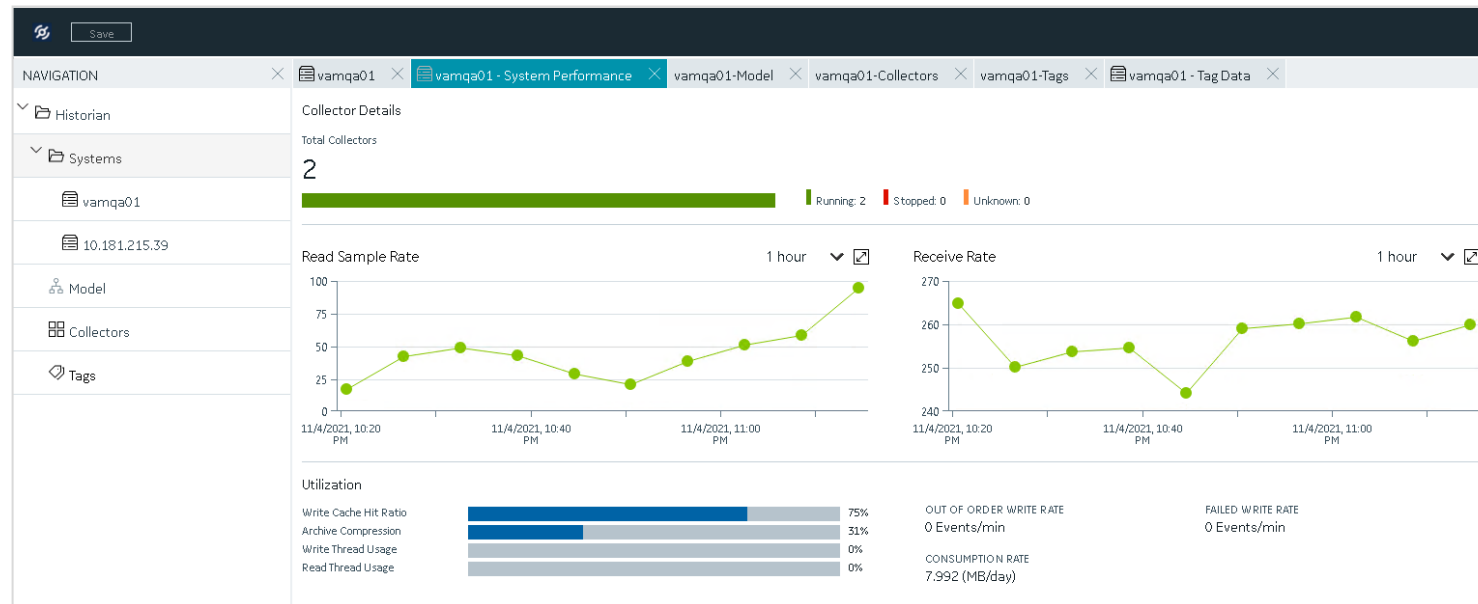 Save
NAVIGATION
vamqa01
vamqa01 - System Performance
vamqa01-Model
vamqa01-Collectors
vamqa01-Tags
vamqa01 - Tag Data
Historian
Systems
vamqa01
10.181.215.39
Model
Collectors
Tags
Collector Details
Total Collectors
2
Running: 2
Stopped: 0
Unknown: 0
Read Sample Rate
1 hour
100
75
50
25
0
11/4/2021, 10:20
PM
11/4/2021, 10:40
PM
11/4/2021, 11:00
PM
Receive Rate
1 hour
270
260
250
240
11/4/2021, 10:20
PM
11/4/2021, 10:40
PM
11/4/2021, 11:00
PM
Utilization
Write Cache Hit Ratio
75%
Archive Compression
31%
Write Thread Usage
0%
Read Thread Usage
0%
OUT OF ORDER WRITE RATE
0 Events/min
FAILED WRITE RATE
0 Events/min
CONSUMPTION RATE
7.992 (MB/day)